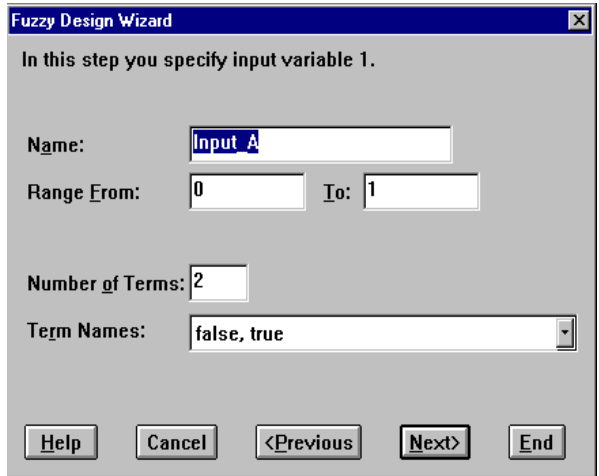 Fuzzy Design Wizard
In this step you specify input variable 1.
Name: Input_A
Range From: 0 To: 1
Number of Terms: 2
Term Names: false, true
Help Cancel <Previous Next> End